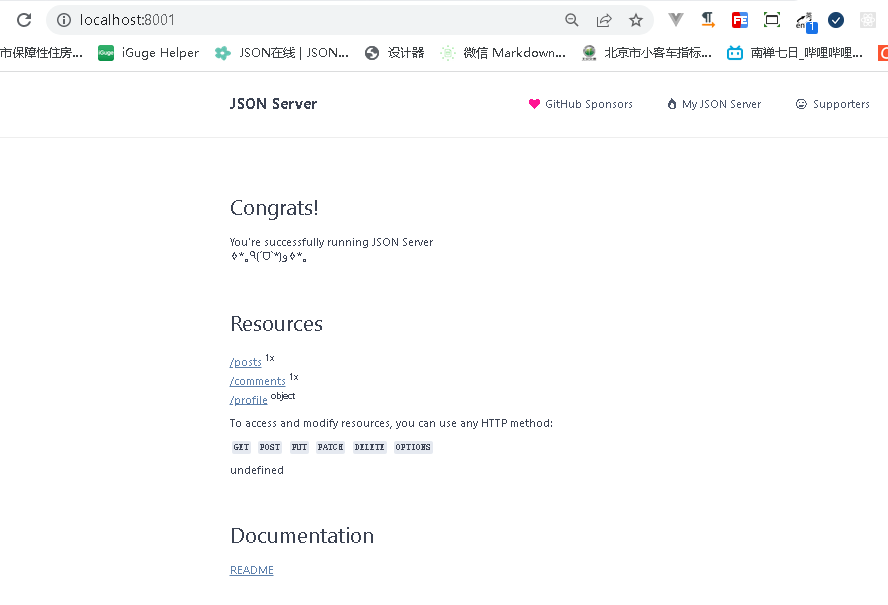 localhost:8001
市保障性住房... iGuge Helper JSON在线 | JSON... 设计器 微信 Markdown... 北京市小客车指标... 南禅七日_哔哩哔哩...
JSON Server GitHub Sponsors My JSON Server Supporters
Congrats!
You're successfully running JSON Server
✧*｡٩(ˊᗜˋ*)و✧*｡
Resources
/posts 1x
/comments 1x
/profile object
To access and modify resources, you can use any HTTP method:
GET POST PUT PATCH DELETE OPTIONS
undefined
Documentation
README